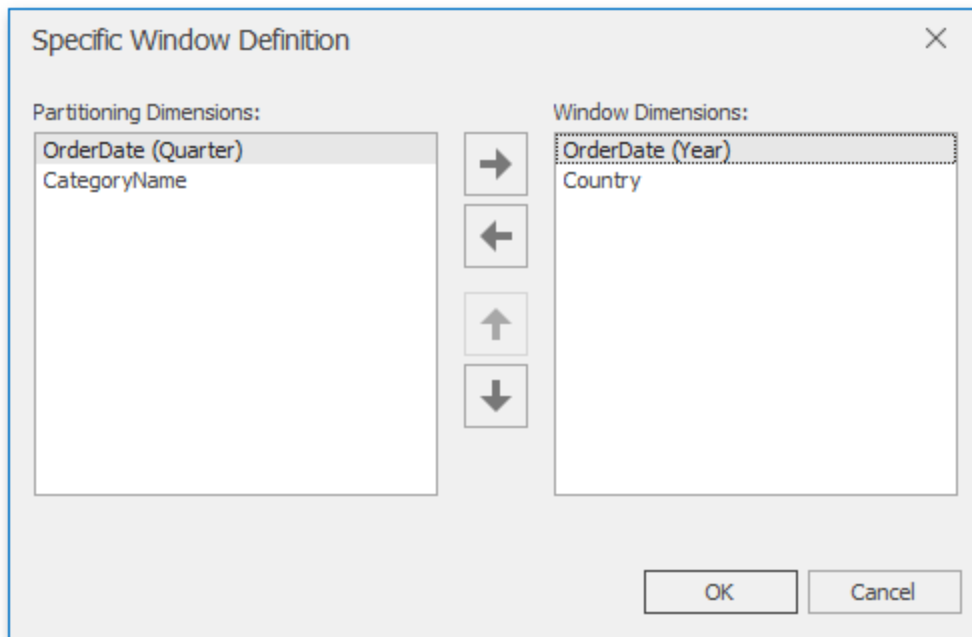 Specific Window Definition
Partitioning Dimensions:
OrderDate (Quarter)
CategoryName
Window Dimensions:
OrderDate (Year)
Country
OK
Cancel